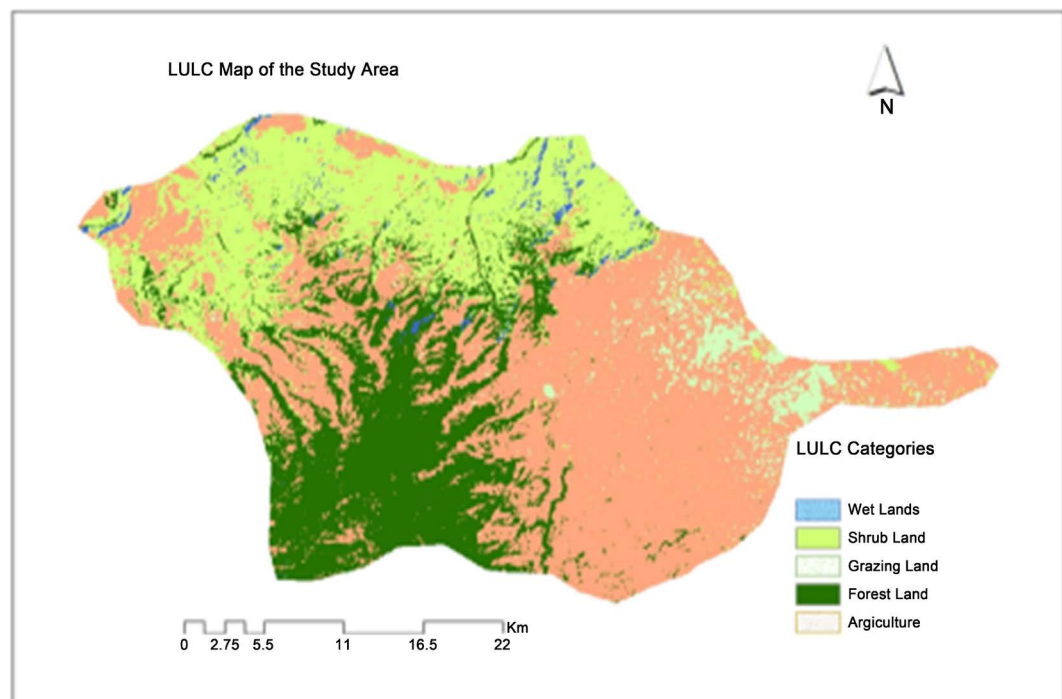 LULC Map of the Study Area
N
LULC Categories
Wet Lands
Shrub Land
Grazing Land
Forest Land
Argiculture
Km
0 2.75 5.5 11 16.5 22